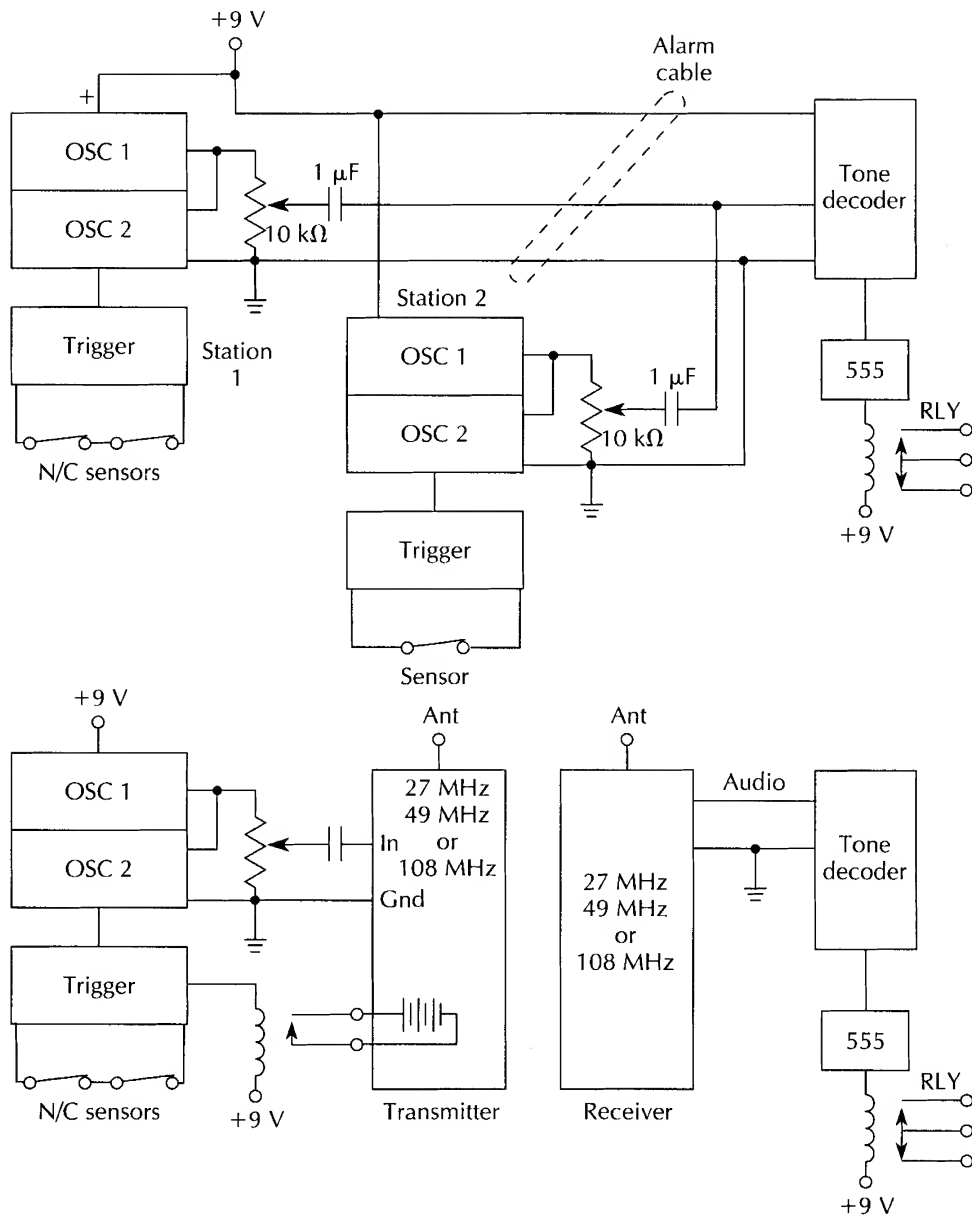 +9 V
Alarm
cable
+
OSC 1
OSC 2
1 µF
10 kΩ
Tone
decoder
Trigger
Station
1
N/C sensors
Station 2
OSC 1
OSC 2
1 µF
10 kΩ
Trigger
Sensor
555
RLY
+9 V
+9 V
OSC 1
OSC 2
Trigger
N/C sensors
+9 V
Ant
27 MHz
49 MHz
or
108 MHz
In
Gnd
Transmitter
Ant
27 MHz
49 MHz
or
108 MHz
Receiver
Audio
Tone
decoder
555
RLY
+9 V